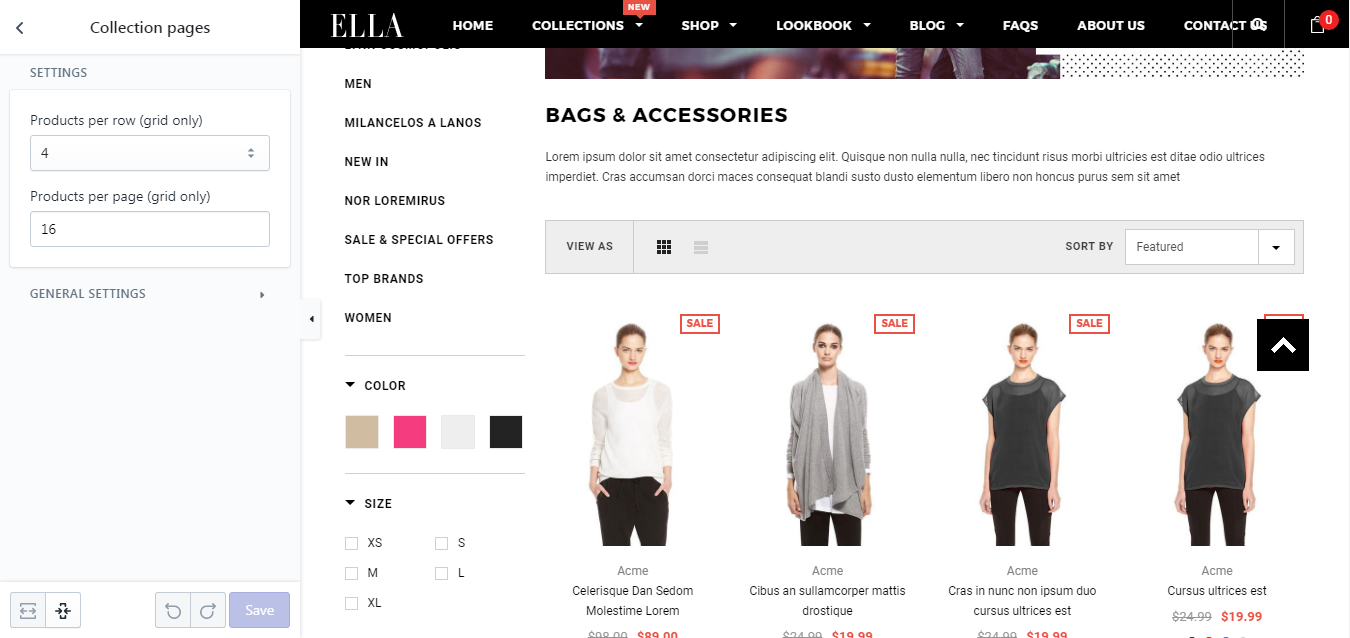 Collection pages
SETTINGS
Products per row (grid only)
4
Products per page (grid only)
16
GENERAL SETTINGS
Save
NEW
ELLA HOME COLLECTIONS SHOP LOOKBOOK BLOG FAQS ABOUT US CONTACT US 0
MEN
MILANCELOS A LANOS
NEW IN
NOR LOREMIRUS
SALE & SPECIAL OFFERS
TOP BRANDS
WOMEN
COLOR
SIZE
XS S
M L
XL
BAGS & ACCESSORIES
Lorem ipsum dolor sit amet consectetur adipiscing elit. Quisque non nulla nulla, nec tincidunt risus morbi ultricies est ditae odio ultrices
imperdiet. Cras accumsan dorci maces consequat blandi susto dusto elementum libero non honcus purus sem sit amet
VIEW AS SORT BY Featured
SALE SALE SALE
Acme
Celerisque Dan Sedom
Molestime Lorem
$98.00 $89.00
Acme
Cibus an sullamcorper mattis
drostique
$24.99 $19.99
Acme
Cras in nunc non ipsum duo
cursus ultrices est
$24.99 $19.99
Acme
Cursus ultrices est
$24.99 $19.99